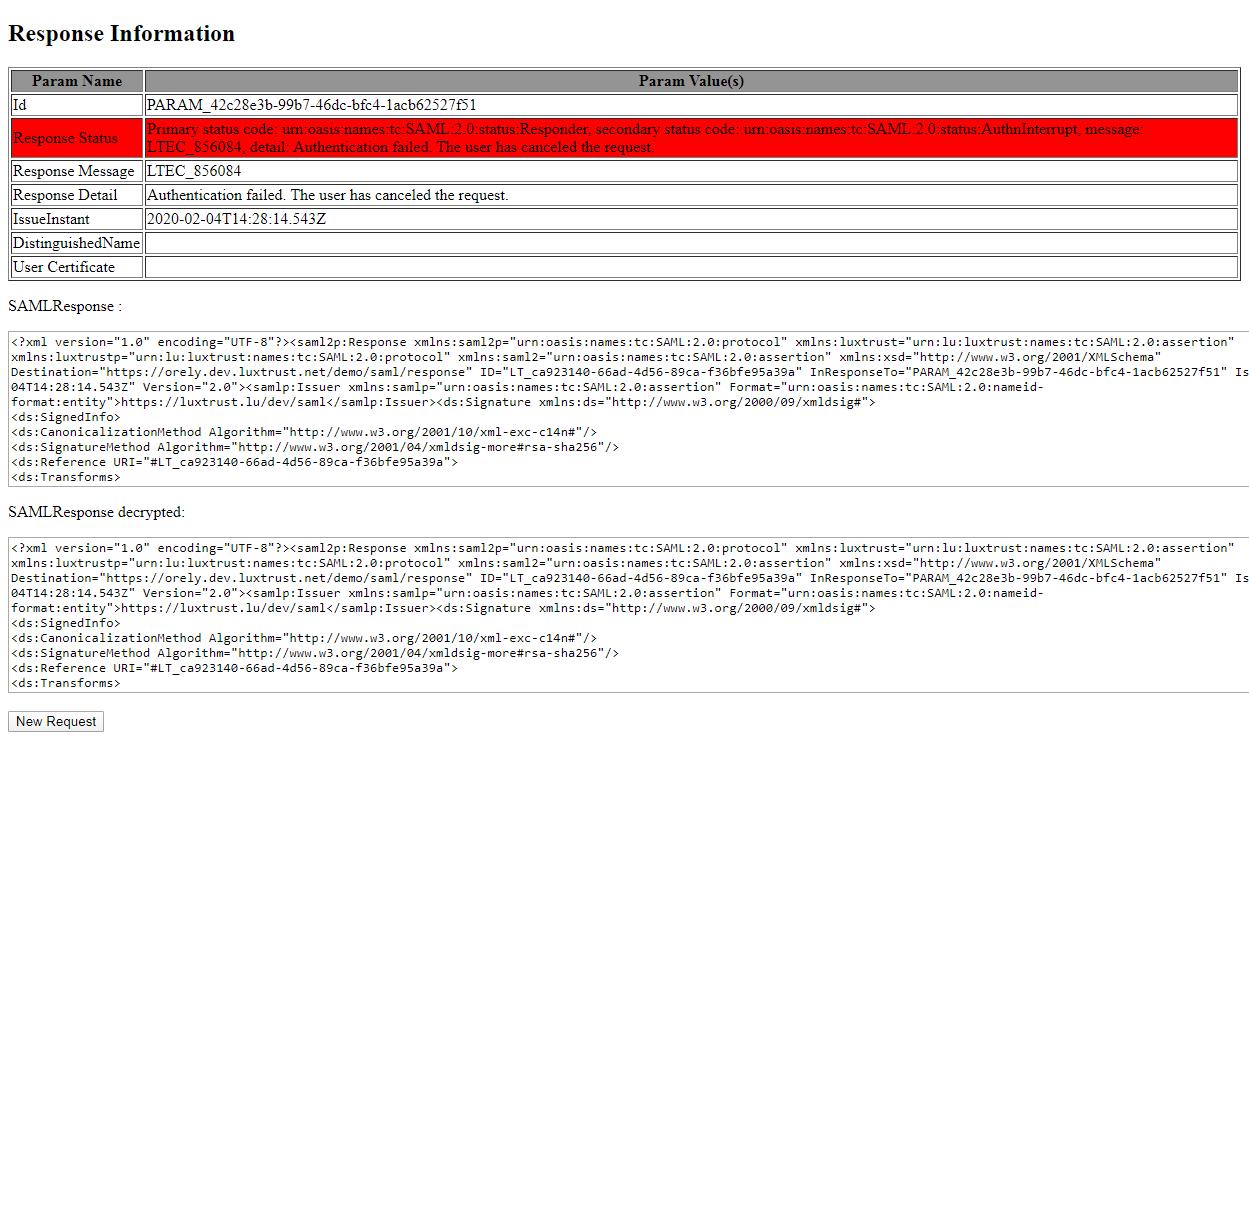 Response Information
Param Name Param Value(s)
Id PARAM_42c28e3b-99b7-46dc-bfc4-1acb62527f51
Response Status Primary status code: urn:oasis:names:tc:SAML:2.0:status:Responder, secondary status code: urn:oasis:names:tc:SAML:2.0:status:AuthnInterrupt, message:
LTEC_856084, detail: Authentication failed. The user has canceled the request.
Response Message LTEC_856084
Response Detail Authentication failed. The user has canceled the request.
IssueInstant 2020-02-04T14:28:14.543Z
DistinguishedName
User Certificate
SAMLResponse :
<?xml version="1.0" encoding="UTF-8"?><saml2p:Response xmlns:saml2p="urn:oasis:names:tc:SAML:2.0:protocol" xmlns:luxtrust="urn:lu:luxtrust:names:tc:SAML:2.0:assertion"
xmlns:luxtrustp="urn:lu:luxtrust:names:tc:SAML:2.0:protocol" xmlns:saml2="urn:oasis:names:tc:SAML:2.0:assertion" xmlns:xsd="http://www.w3.org/2001/XMLSchema"
Destination="https://orely.dev.luxtrust.net/demo/saml/response" ID="LT_ca923140-66ad-4d56-89ca-f36bfe95a39a" InResponseTo="PARAM_42c28e3b-99b7-46dc-bfc4-1acb62527f51" Is
04T14:28:14.543Z" Version="2.0"><samlp:Issuer xmlns:samlp="urn:oasis:names:tc:SAML:2.0:assertion" Format="urn:oasis:names:tc:SAML:2.0:nameid-
format:entity">https://luxtrust.lu/dev/saml</samlp:Issuer><ds:Signature xmlns:ds="http://www.w3.org/2000/09/xmldsig#">
<ds:SignedInfo>
<ds:CanonicalizationMethod Algorithm="http://www.w3.org/2001/10/xml-exc-c14n#"/>
<ds:SignatureMethod Algorithm="http://www.w3.org/2001/04/xmldsig-more#rsa-sha256"/>
<ds:Reference URI="#LT_ca923140-66ad-4d56-89ca-f36bfe95a39a">
<ds:Transforms>
SAMLResponse decrypted:
<?xml version="1.0" encoding="UTF-8"?><saml2p:Response xmlns:saml2p="urn:oasis:names:tc:SAML:2.0:protocol" xmlns:luxtrust="urn:lu:luxtrust:names:tc:SAML:2.0:assertion"
xmlns:luxtrustp="urn:lu:luxtrust:names:tc:SAML:2.0:protocol" xmlns:saml2="urn:oasis:names:tc:SAML:2.0:assertion" xmlns:xsd="http://www.w3.org/2001/XMLSchema"
Destination="https://orely.dev.luxtrust.net/demo/saml/response" ID="LT_ca923140-66ad-4d56-89ca-f36bfe95a39a" InResponseTo="PARAM_42c28e3b-99b7-46dc-bfc4-1acb62527f51" Is
04T14:28:14.543Z" Version="2.0"><samlp:Issuer xmlns:samlp="urn:oasis:names:tc:SAML:2.0:assertion" Format="urn:oasis:names:tc:SAML:2.0:nameid-
format:entity">https://luxtrust.lu/dev/saml</samlp:Issuer><ds:Signature xmlns:ds="http://www.w3.org/2000/09/xmldsig#">
<ds:SignedInfo>
<ds:CanonicalizationMethod Algorithm="http://www.w3.org/2001/10/xml-exc-c14n#"/>
<ds:SignatureMethod Algorithm="http://www.w3.org/2001/04/xmldsig-more#rsa-sha256"/>
<ds:Reference URI="#LT_ca923140-66ad-4d56-89ca-f36bfe95a39a">
<ds:Transforms>
New Request